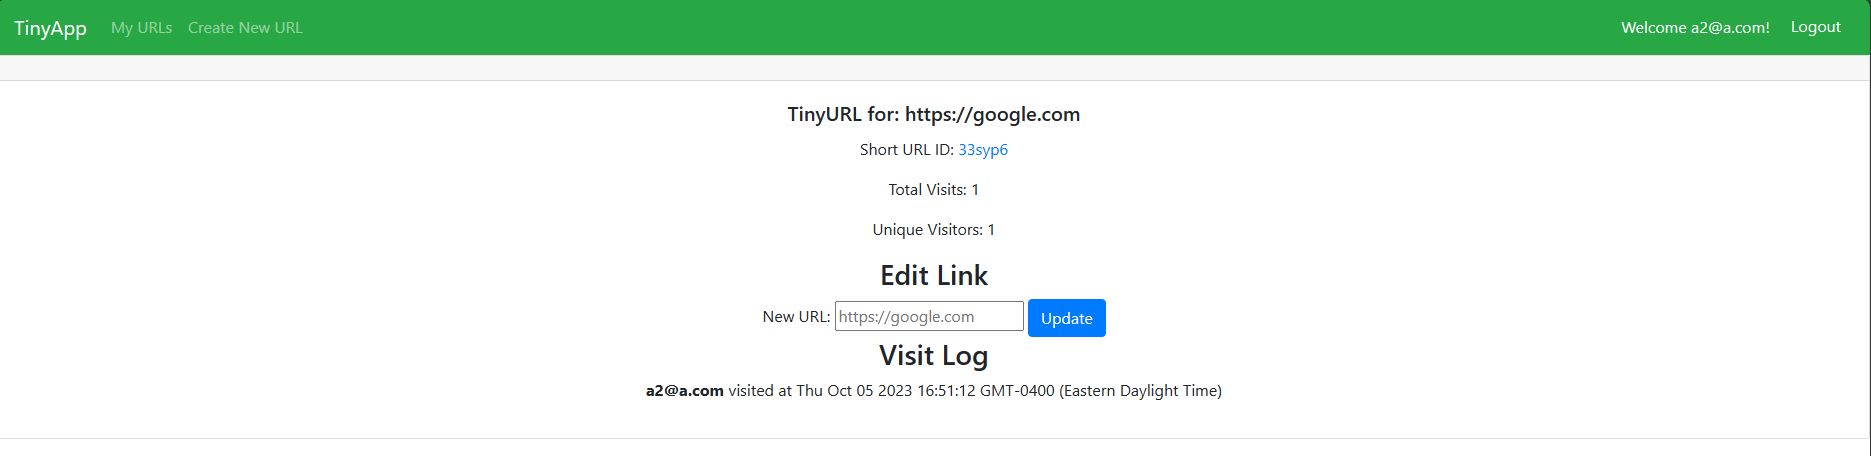 TinyApp My URLs Create New URL Welcome a2@a.com! Logout
TinyURL for: https://google.com
Short URL ID: 33syp6
Total Visits: 1
Unique Visitors: 1
Edit Link
New URL: https://google.com Update
Visit Log
a2@a.com visited at Thu Oct 05 2023 16:51:12 GMT-0400 (Eastern Daylight Time)